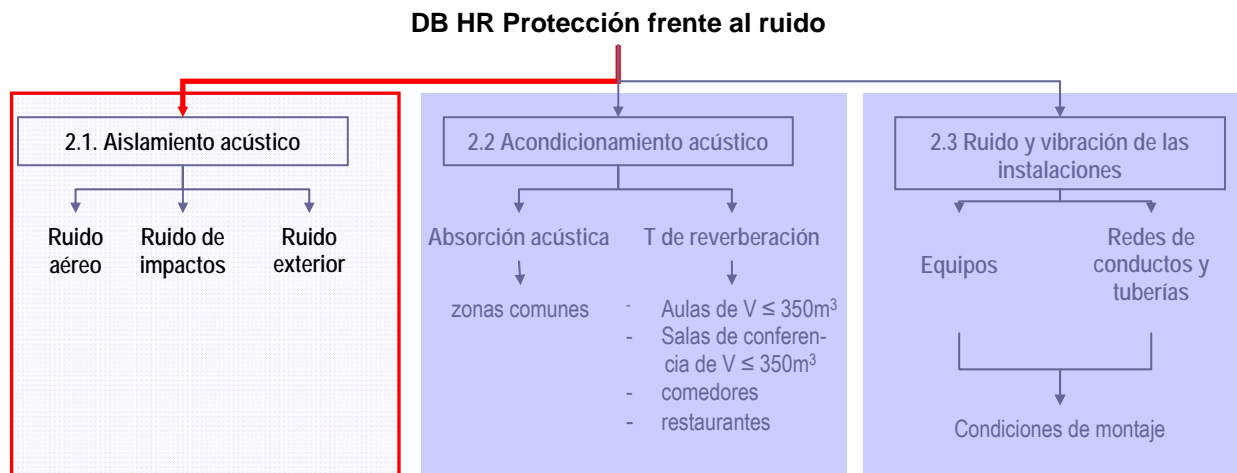 DB HR Protección frente al ruido
2.1. Aislamiento acústico
Ruido
aéreo
Ruido de
impactos
Ruido
exterior
2.2 Acondicionamiento acústico
Absorción acústica
zonas comunes
T de reverberación
- Aulas de V ≤ 350m³
- Salas de conferen-
cia de V ≤ 350m³
- comedores
- restaurantes
2.3 Ruido y vibración de las
instalaciones
Equipos
Redes de
conductos y
tuberías
Condiciones de montaje